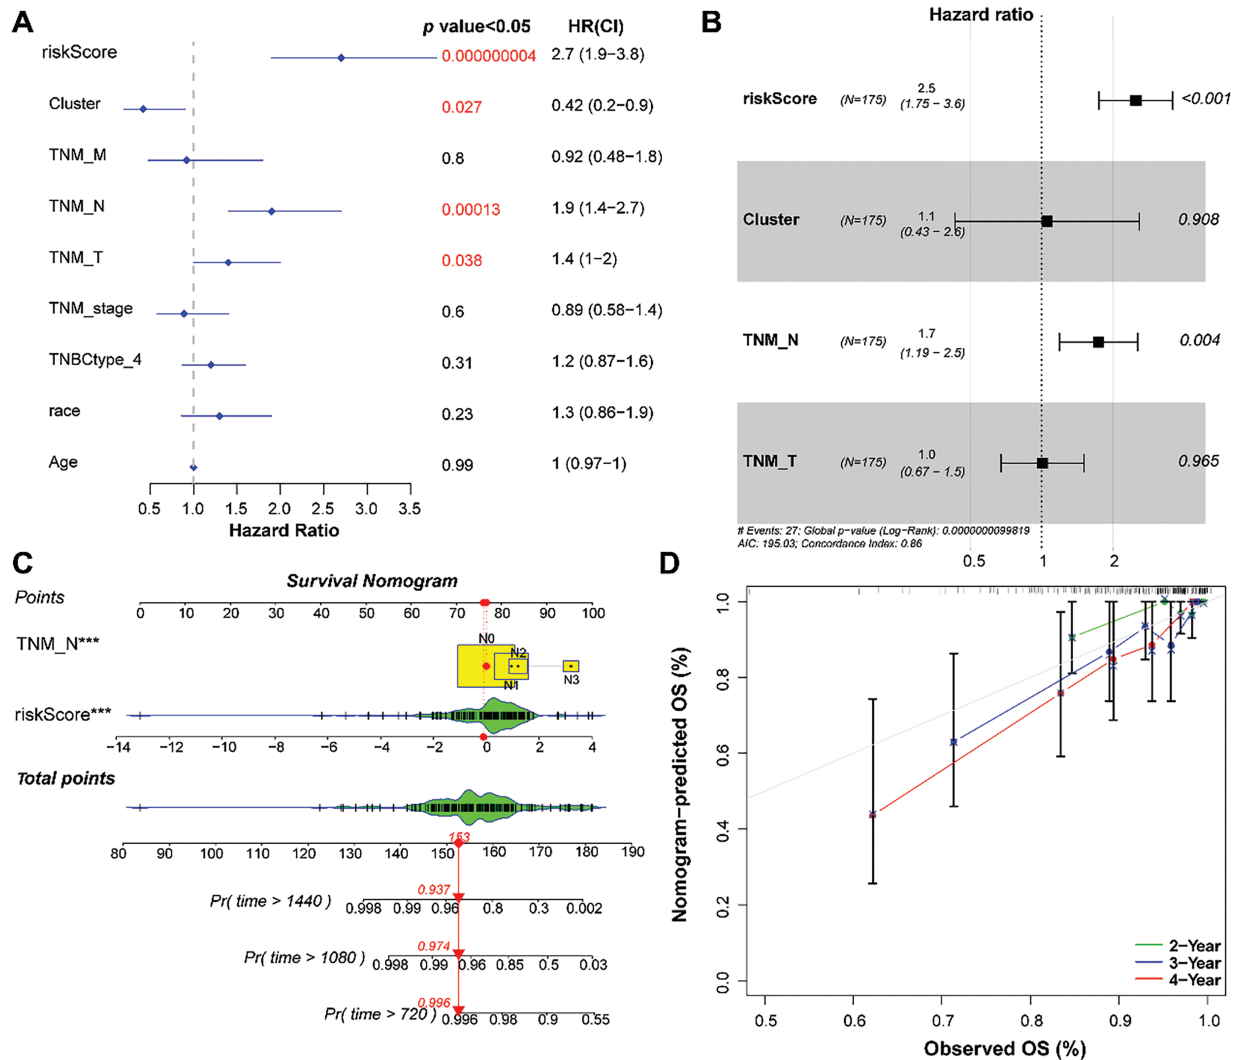 A
p value<0.05 HR(CI)
riskScore 0.000000004 2.7 (1.9−3.8)
Cluster 0.027 0.42 (0.2−0.9)
TNM_M 0.8 0.92 (0.48−1.8)
TNM_N 0.00013 1.9 (1.4−2.7)
TNM_T 0.038 1.4 (1−2)
TNM_stage 0.6 0.89 (0.58−1.4)
TNBCtype_4 0.31 1.2 (0.87−1.6)
race 0.23 1.3 (0.86−1.9)
Age 0.99 1 (0.97−1)
0.5 1.0 1.5 2.0 2.5 3.0 3.5
Hazard Ratio
B
Hazard ratio
riskScore (N=175) 2.5 <0.001
(1.75 − 3.6)
Cluster (N=175) 1.1 0.908
(0.43 − 2.6)
TNM_N (N=175) 1.7 0.004
(1.19 − 2.5)
TNM_T (N=175) 1.0 0.965
(0.67 − 1.5)
# Events: 27; Global p−value (Log−Rank): 0.0000000099819
AIC: 195.03; Concordance Index: 0.86
0.5 1 2
C
Survival Nomogram
Points
0 10 20 30 40 50 60 70 80 90 100
TNM_N***
N0
N2
N1
N3
riskScore***
−14 −12 −10 −8 −6 −4 −2 0 2 4
Total points
153
80 90 100 110 120 130 140 150 160 170 180 190
0.937
Pr( time > 1440 ) 0.998 0.99 0.96 0.8 0.3 0.002
0.974
Pr( time > 1080 ) 0.998 0.99 0.96 0.85 0.5 0.03
0.996
Pr( time > 720 ) 0.996 0.98 0.9 0.55
D
Nomogram−predicted OS (%)
1.0
0.8
0.6
0.4
0.2
0.0
2−Year
3−Year
4−Year
0.5 0.6 0.7 0.8 0.9 1.0
Observed OS (%)